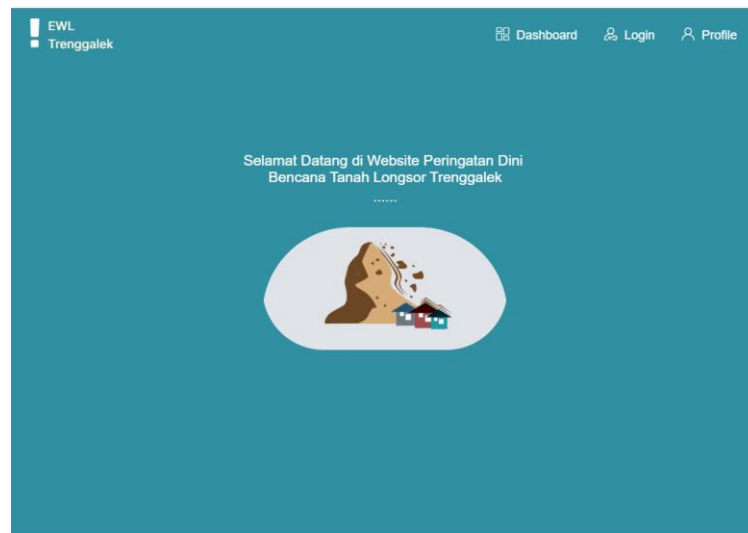 EWL
Trenggalek
Dashboard
Login
Profile
Selamat Datang di Website Peringatan Dini
Bencana Tanah Longsor Trenggalek
......